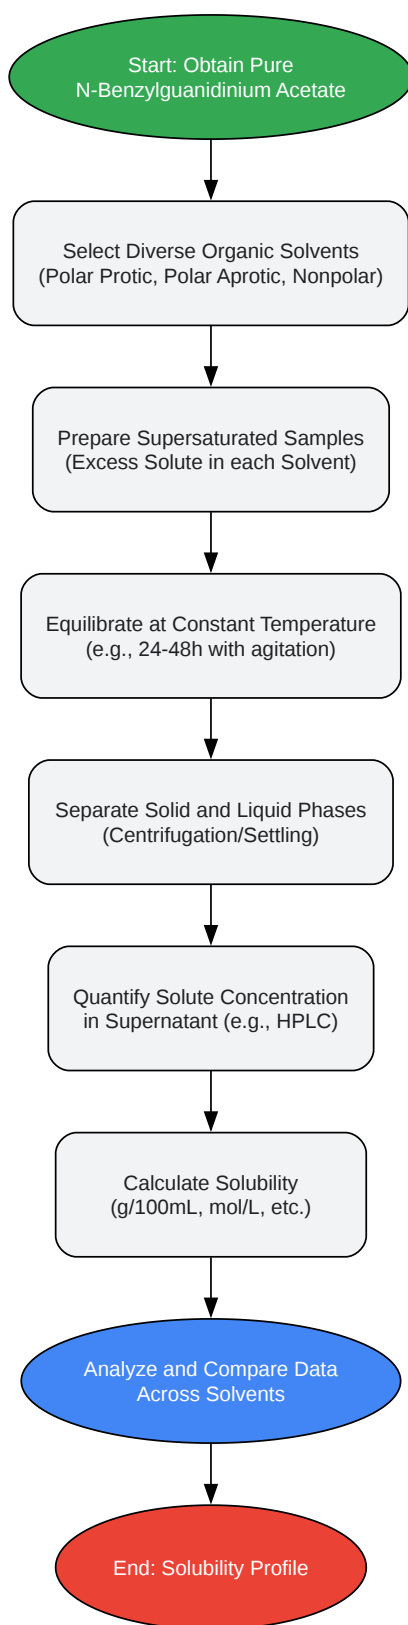 Start: Obtain Pure
N-Benzylguanidinium Acetate
Select Diverse Organic Solvents
(Polar Protic, Polar Aprotic, Nonpolar)
Prepare Supersaturated Samples
(Excess Solute in each Solvent)
Equilibrate at Constant Temperature
(e.g., 24-48h with agitation)
Separate Solid and Liquid Phases
(Centrifugation/Settling)
Quantify Solute Concentration
in Supernatant (e.g., HPLC)
Calculate Solubility
(g/100mL, mol/L, etc.)
Analyze and Compare Data
Across Solvents
End: Solubility Profile